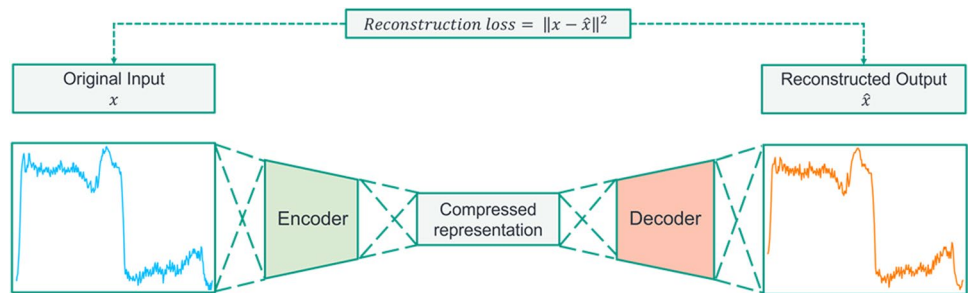 Reconstruction loss = ‖x − x̂‖²
Original Input
x
Reconstructed Output
x̂
Encoder
Compressed
representation
Decoder